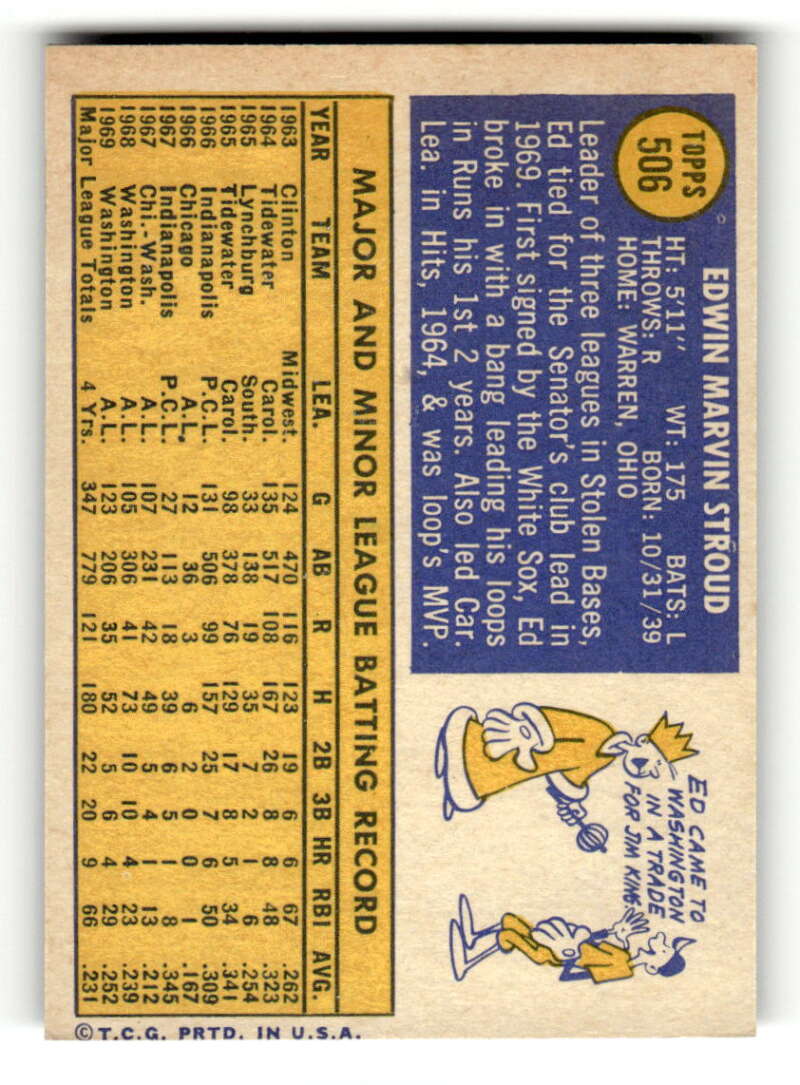 TOPPS
506
EDWIN MARVIN STROUD
HT: 5'11" WT: 175 BATS: L
THROWS: R BORN: 10/31/39
HOME: WARREN, OHIO
Leader of three leagues in Stolen Bases,
Ed tied for the Senator's club lead in
1969. First signed by the White Sox, Ed
broke in with a bang leading his loops
in Runs his 1st 2 years. Also led Car.
Lea. in Hits, 1964, & was loop's MVP.
ED CAME TO
WASHINGTON
IN A TRADE
FOR JIM KING.
MAJOR AND MINOR LEAGUE BATTING RECORD
YEAR TEAM LEA. G AB R H 2B 3B HR RBI AVG.
1963 Clinton Midwest. 124 470 116 123 19 6 6 67 .262
1964 Tidewater Carol. 135 517 108 167 26 8 8 48 .323
1965 Lynchburg South. 33 138 19 35 7 2 1 6 .254
1965 Tidewater Carol. 98 378 76 129 17 8 5 34 .341
1966 Indianapolis P.C.L. 131 506 99 157 25 7 6 50 .309
1966 Chicago A.L. 12 36 3 6 2 0 0 1 .167
1967 Indianapolis P.C.L. 27 113 18 39 5 1 1 8 .345
1967 Chi.-Wash. A.L. 107 231 42 49 5 4 1 13 .212
1968 Washington A.L. 105 306 41 73 10 10 4 23 .239
1969 Washington A.L. 123 206 35 52 5 6 4 29 .252
Major League Totals 4 Yrs. 347 779 121 180 22 20 9 66 .231
© T.C.G. PRTD. IN U.S.A.